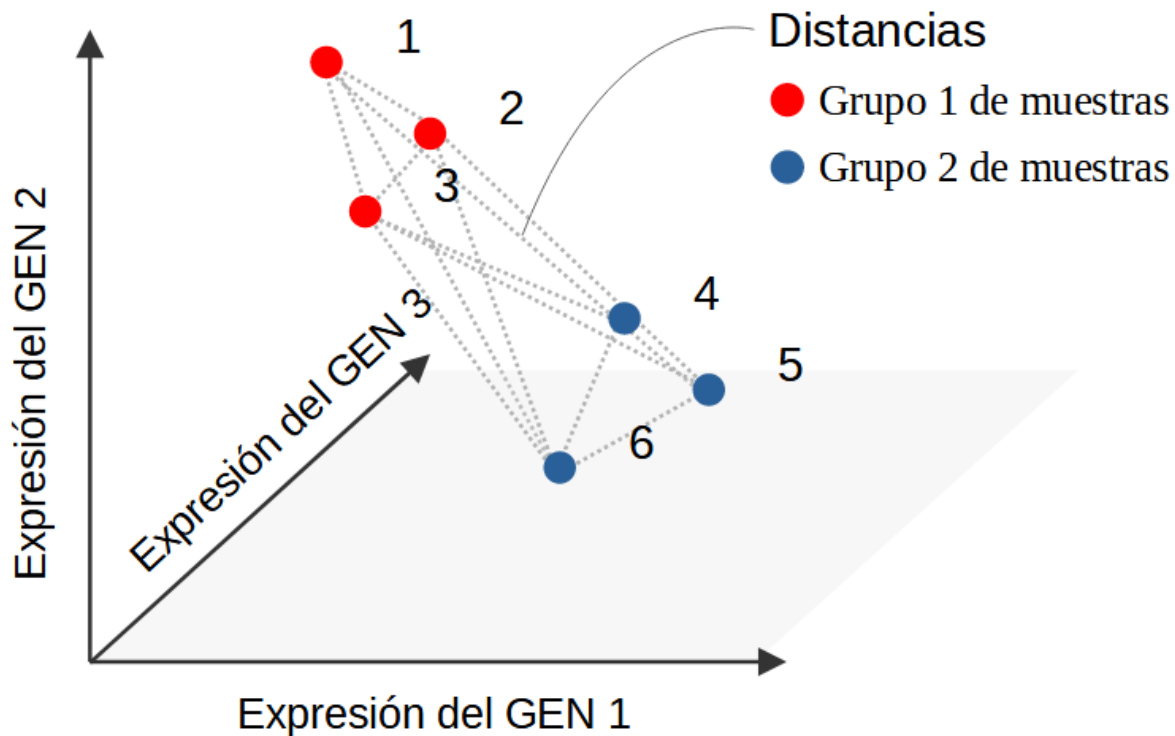 1
Distancias
2
Grupo 1 de muestras
3
Grupo 2 de muestras
4
5
6
Expresión del GEN 2
Expresión del GEN 3
Expresión del GEN 1